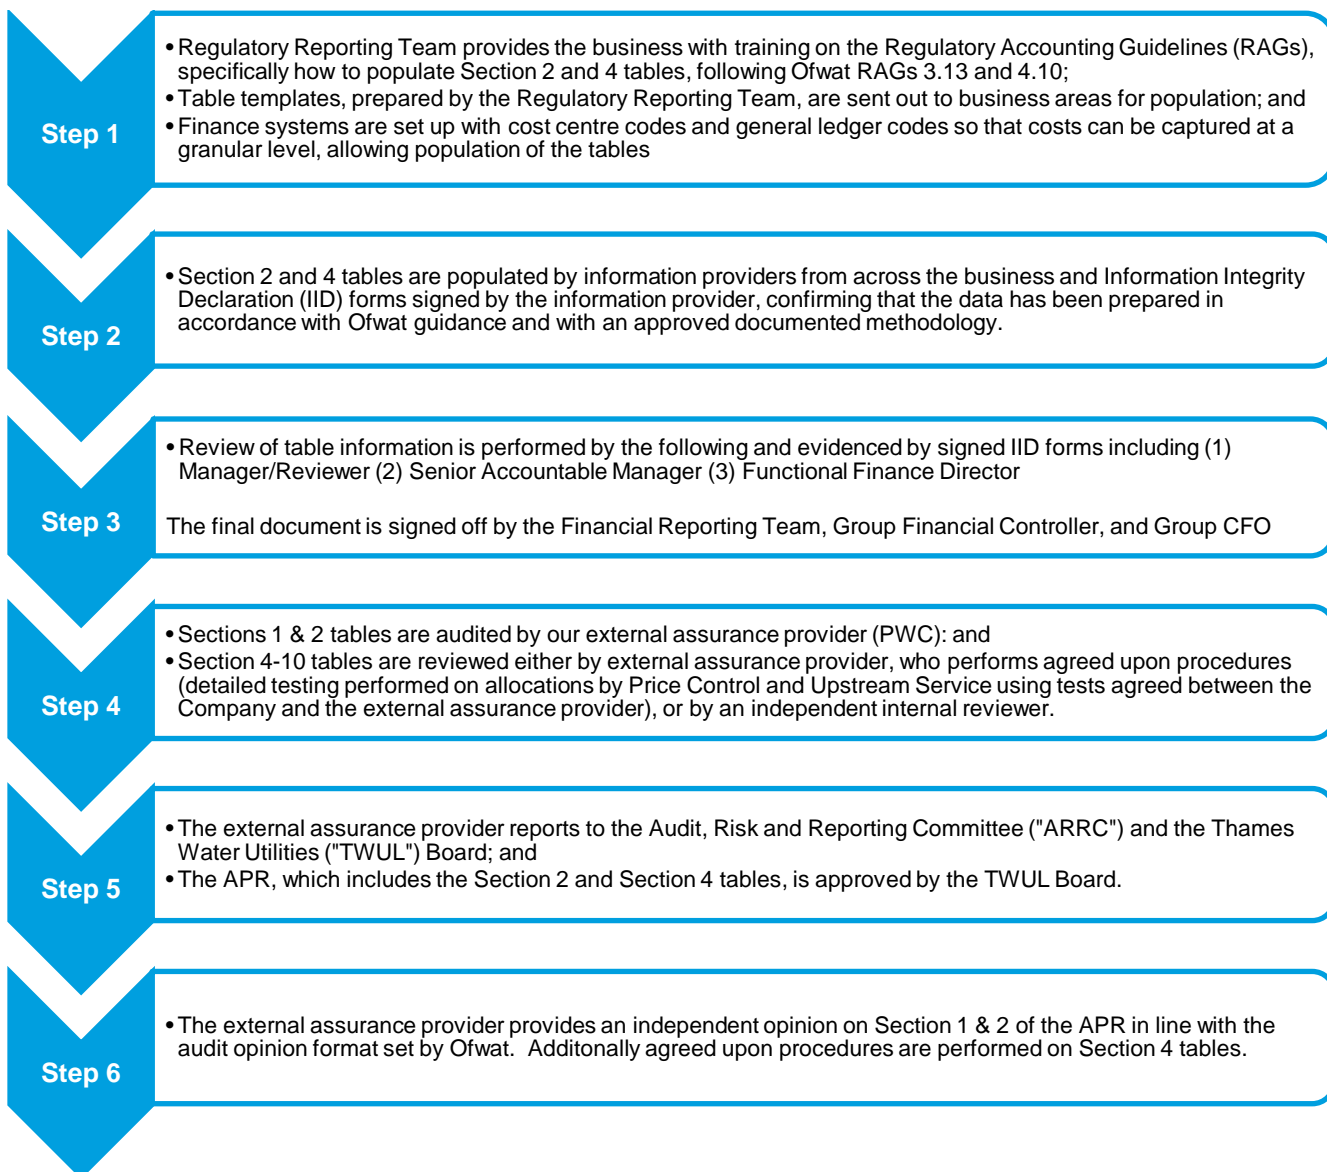 Step 1
• Regulatory Reporting Team provides the business with training on the Regulatory Accounting Guidelines (RAGs),
specifically how to populate Section 2 and 4 tables, following Ofwat RAGs 3.13 and 4.10;
• Table templates, prepared by the Regulatory Reporting Team, are sent out to business areas for population; and
• Finance systems are set up with cost centre codes and general ledger codes so that costs can be captured at a
granular level, allowing population of the tables
Step 2
• Section 2 and 4 tables are populated by information providers from across the business and Information Integrity
Declaration (IID) forms signed by the information provider, confirming that the data has been prepared in
accordance with Ofwat guidance and with an approved documented methodology.
Step 3
• Review of table information is performed by the following and evidenced by signed IID forms including (1)
Manager/Reviewer (2) Senior Accountable Manager (3) Functional Finance Director
The final document is signed off by the Financial Reporting Team, Group Financial Controller, and Group CFO
Step 4
• Sections 1 & 2 tables are audited by our external assurance provider (PWC): and
• Section 4-10 tables are reviewed either by external assurance provider, who performs agreed upon procedures
(detailed testing performed on allocations by Price Control and Upstream Service using tests agreed between the
Company and the external assurance provider), or by an independent internal reviewer.
Step 5
• The external assurance provider reports to the Audit, Risk and Reporting Committee ("ARRC") and the Thames
Water Utilities ("TWUL") Board; and
• The APR, which includes the Section 2 and Section 4 tables, is approved by the TWUL Board.
Step 6
• The external assurance provider provides an independent opinion on Section 1 & 2 of the APR in line with the
audit opinion format set by Ofwat.  Additonally agreed upon procedures are performed on Section 4 tables.